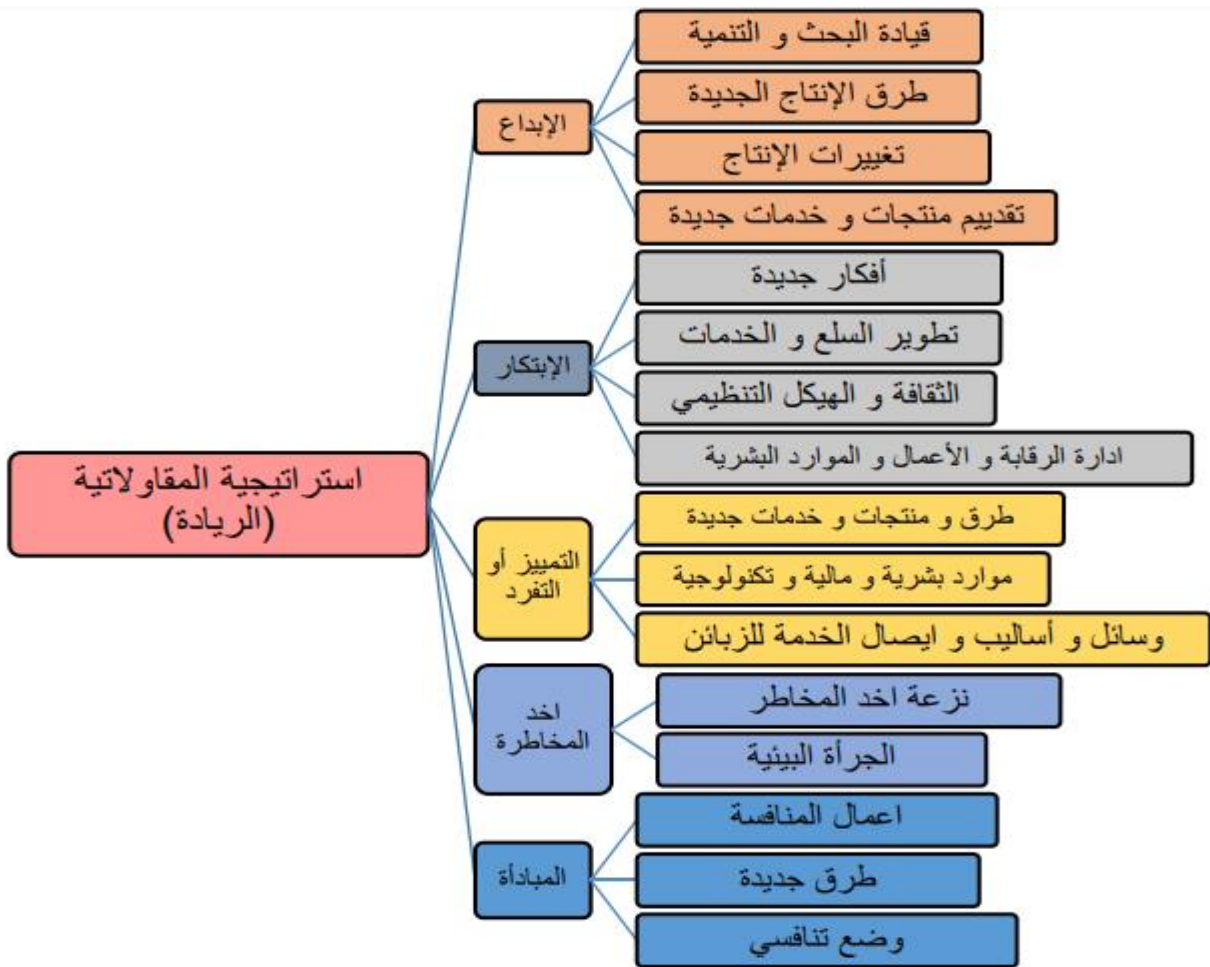 استراتيجية المقاولاتية
(الريادة)
الإبداع
قيادة البحث و التنمية
طرق الإنتاج الجديدة
تغييرات الإنتاج
تقدييم منتجات و خدمات جديدة
الإبتكار
أفكار جديدة
تطوير السلع و الخدمات
الثقافة و الهيكل التنظيمي
ادارة الرقابة و الأعمال و الموارد البشرية
التمييز أو
التفرد
طرق و منتجات و خدمات جديدة
موارد بشرية و مالية و تكنولوجية
وسائل و أساليب و ايصال الخدمة للزبائن
اخد
المخاطرة
نزعة اخد المخاطر
الجرأة البيئية
المبادأة
اعمال المنافسة
طرق جديدة
وضع تنافسي